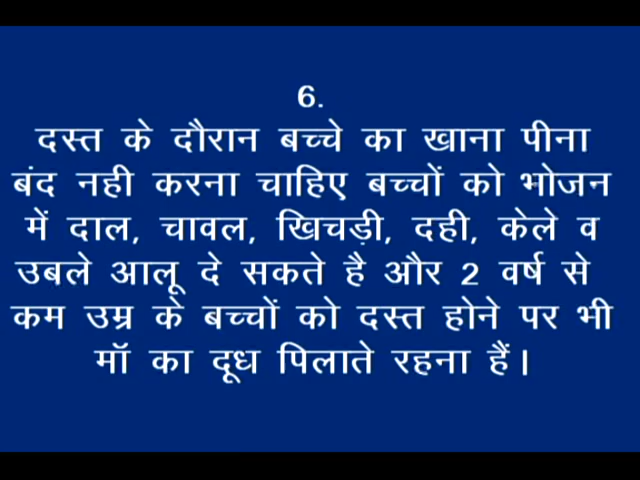 6.
दस्त के दौरान बच्चे का खाना पीना
बंद नही करना चाहिए बच्चों को भोजन
में दाल, चावल, खिचड़ी, दही, केले व
उबले आलू दे सकते है और 2 वर्ष से
कम उम्र के बच्चों को दस्त होने पर भी
मॉ का दूध पिलाते रहना हैं।